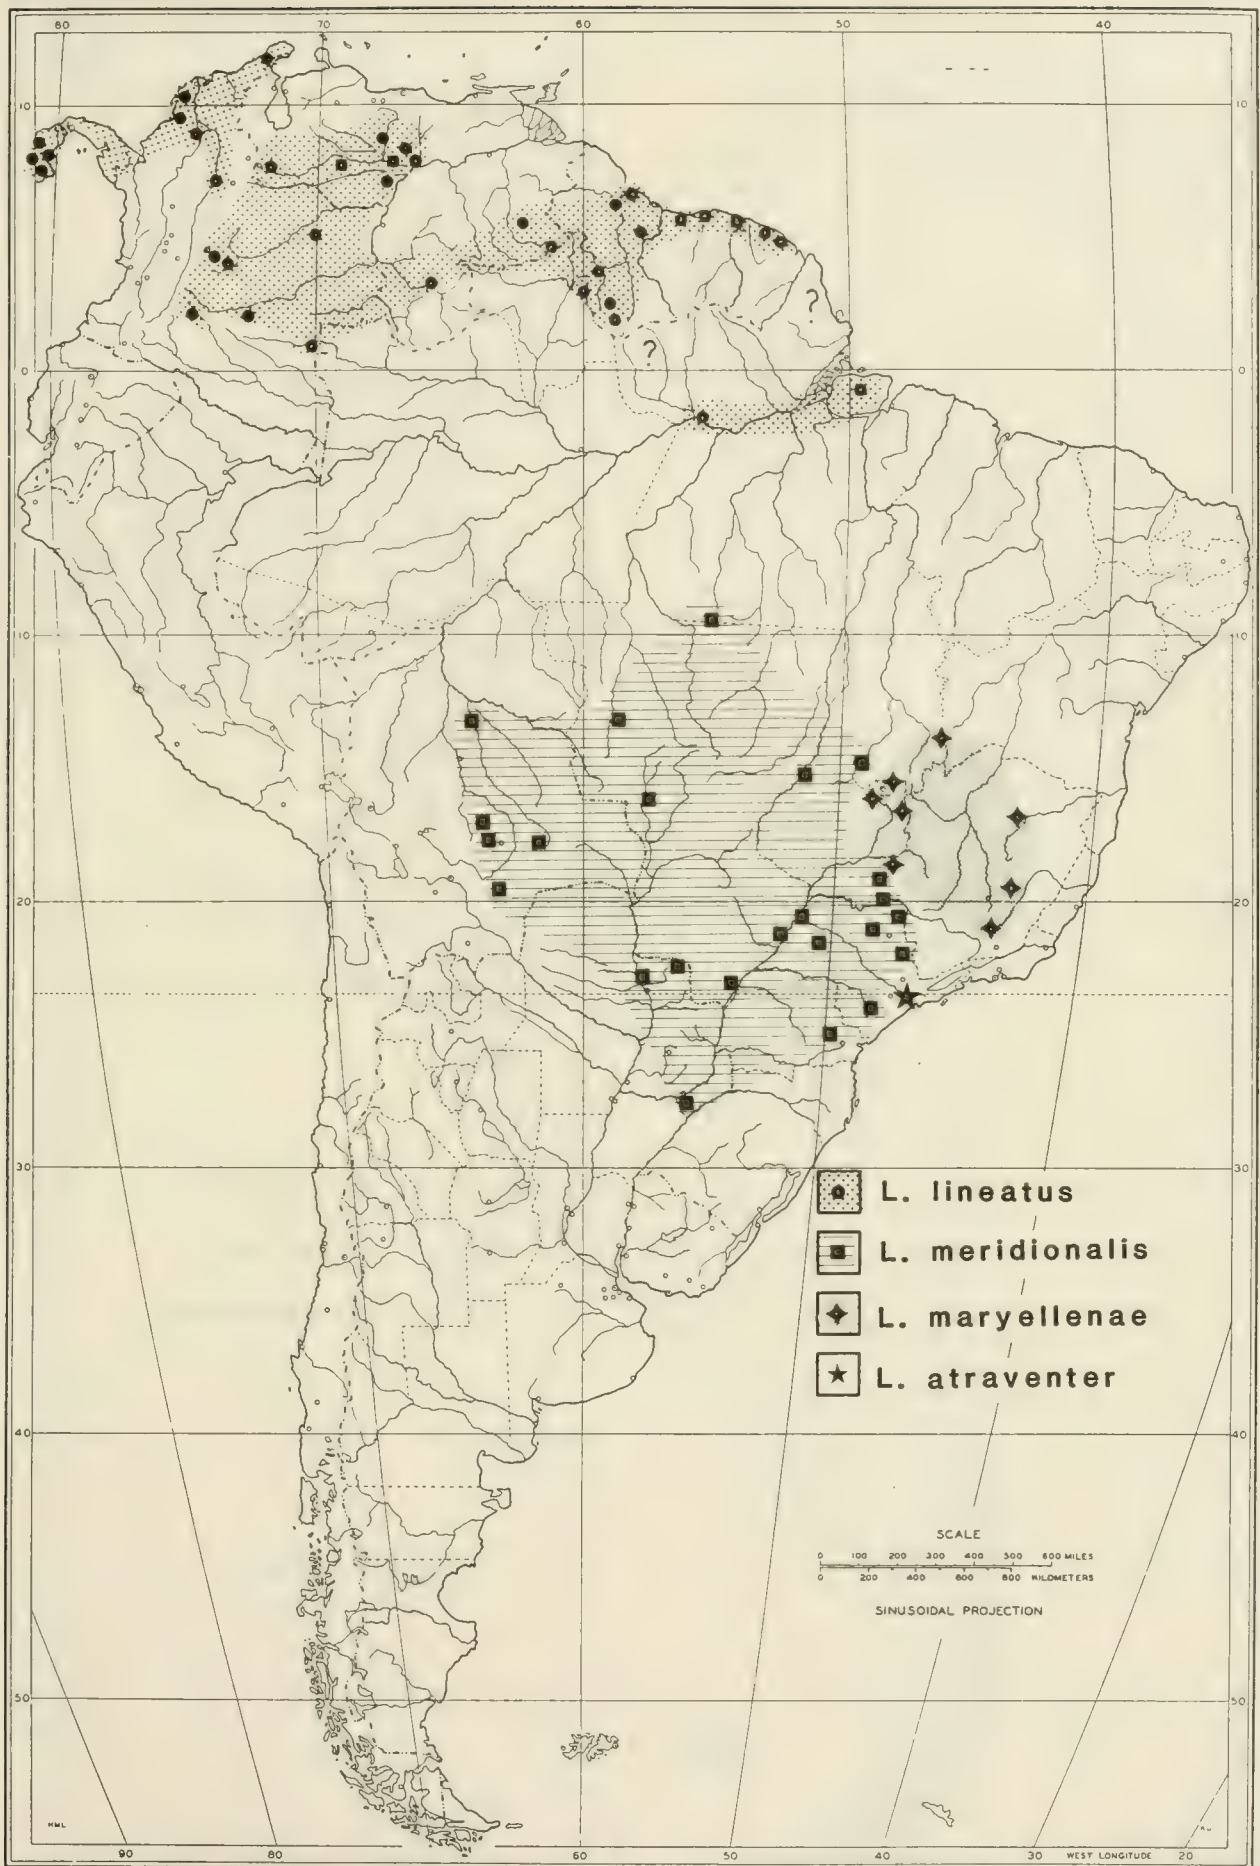 80 70 60 50 40
10 10
?
?
0 0
10 10
20 20
30 30
L. lineatus
L. meridionalis
L. maryellenae
L. atraventer
40 40
SCALE
0 100 200 300 400 500 600 MILES
0 200 400 600 800 KILOMETERS
SINUSOIDAL PROJECTION
50 50
90 80 60 50 40 30 WEST LONGITUDE 20